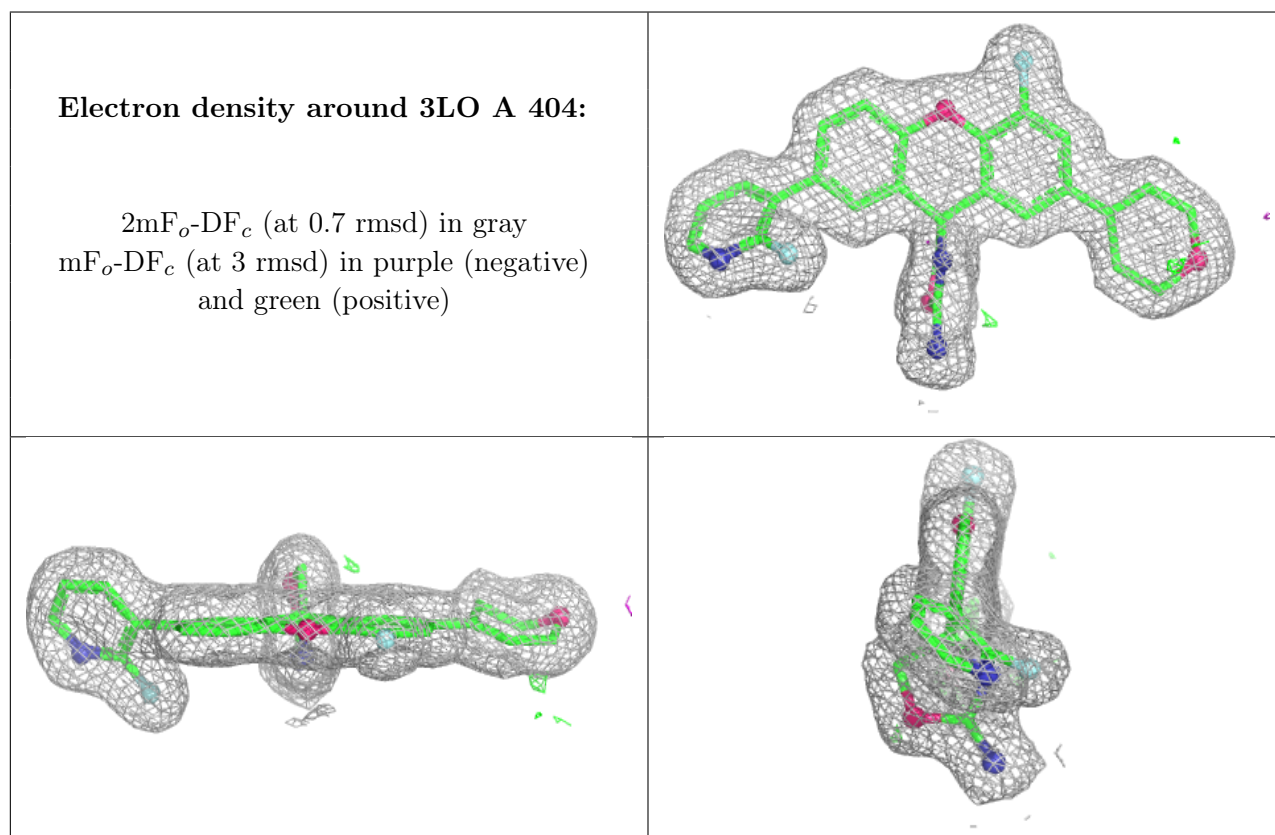 Electron density around 3LO A 404:
2mFo-DFc (at 0.7 rmsd) in gray
mFo-DFc (at 3 rmsd) in purple (negative)
and green (positive)